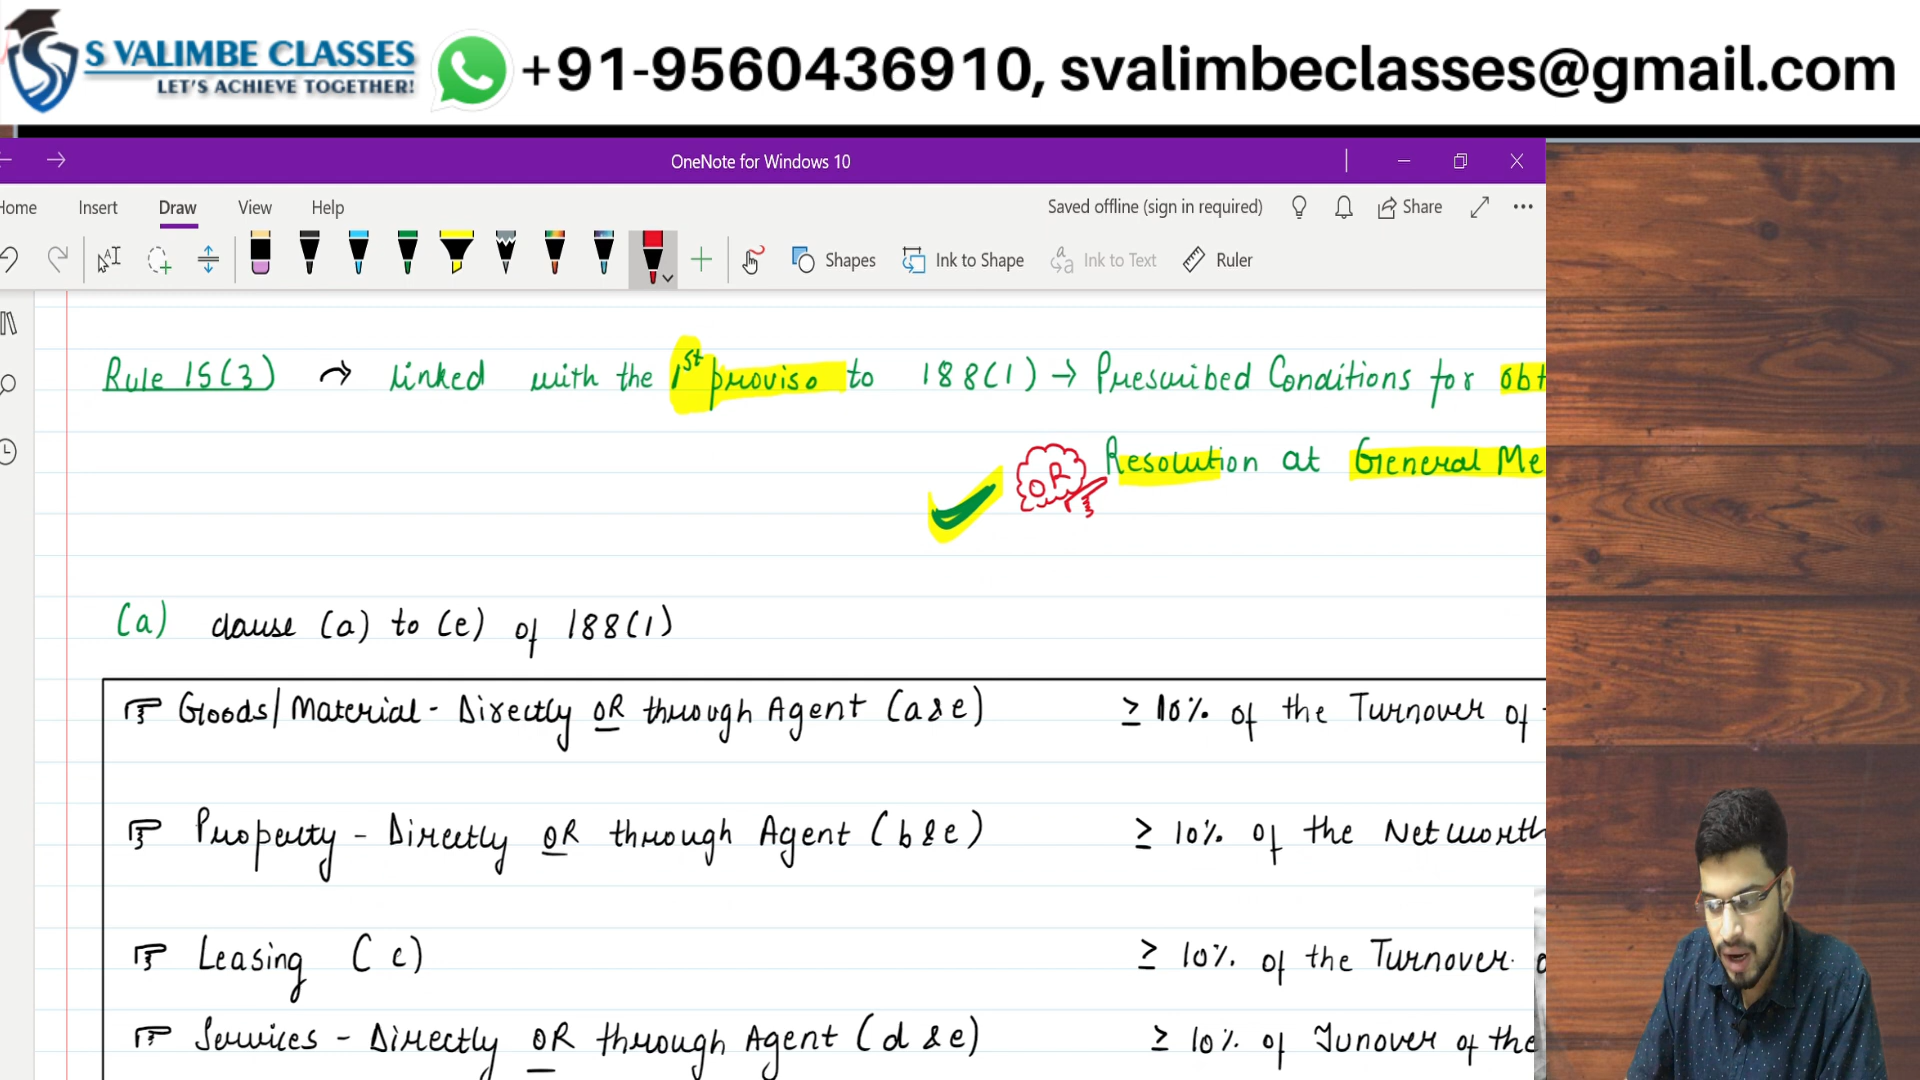 S VALIMBE CLASSES
LET'S ACHIEVE TOGETHER!
+91-9560436910, svalimbeclasses@gmail.com
OneNote for Windows 10
Home Insert Draw View Help
Saved offline (sign in required) Share
Shapes Ink to Shape Ink to Text Ruler
Rule 15(3) → linked with the 1st proviso to 188(1) → Prescribed Conditions for obt
OR Resolution at General Me
(a) clause (a) to (e) of 188(1)
Goods/Material - Directly OR through Agent (a & e) ≥ 10% of the Turnover of
Property - Directly OR through Agent (b & e) ≥ 10% of the Networth
Leasing (c) ≥ 10% of the Turnover o
Services - Directly OR through Agent (d & e) ≥ 10% of Tunover of the